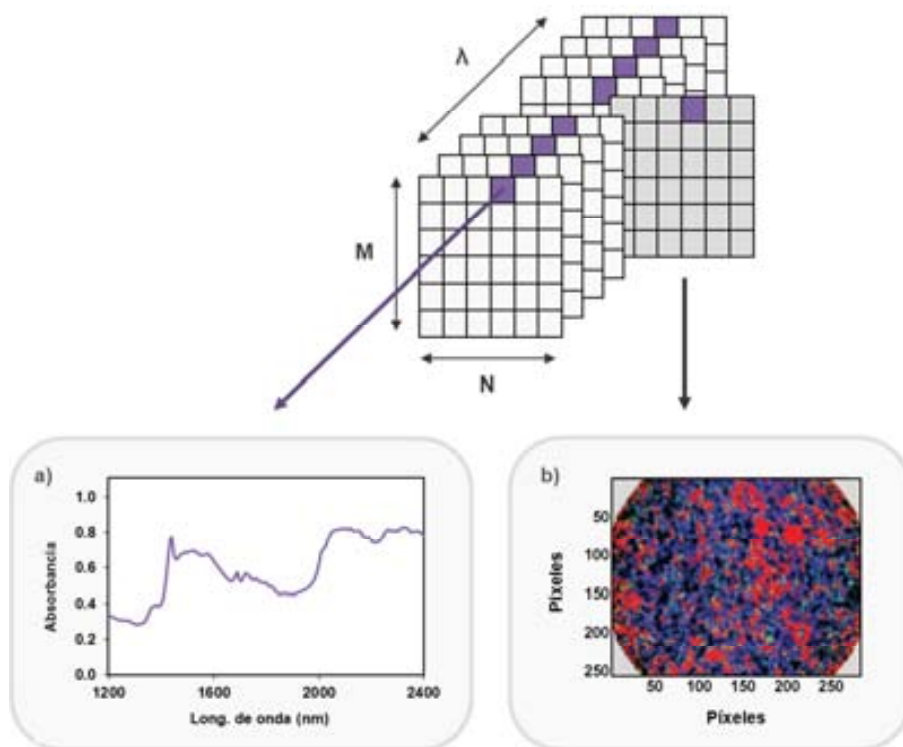 λ
M
N
a)
1.0
0.8
0.6
0.4
0.2
0.0
Absorbancia
1200 1600 2000 2400
Long. de onda (nm)
b)
50
100
150
200
250
Píxeles
50 100 150 200 250
Píxeles